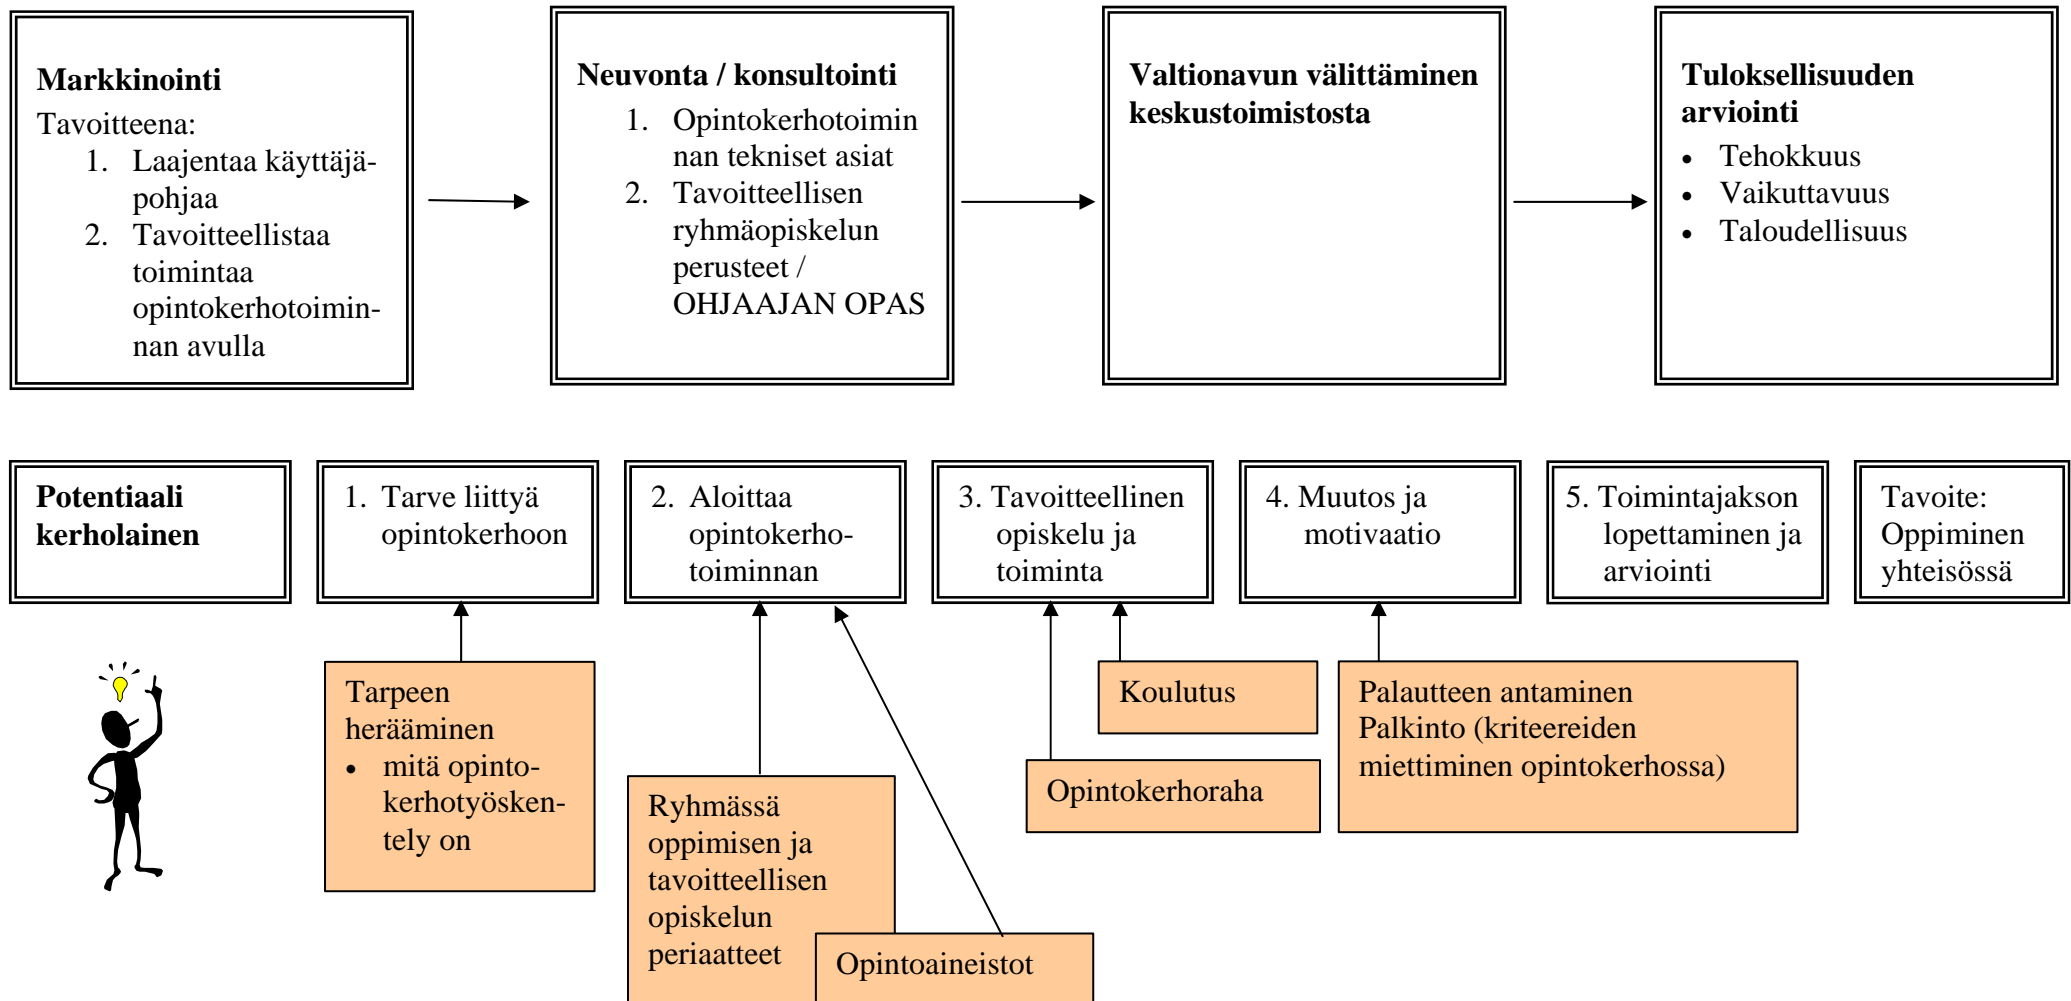 Markkinointi
Tavoitteena:
1. Laajentaa käyttäjä-
pohjaa
2. Tavoitteellistaa
toimintaa
opintokerhotoimin-
nan avulla
Neuvonta / konsultointi
1. Opintokerhotoimin
nan tekniset asiat
2. Tavoitteellisen
ryhmäopiskelun
perusteet /
OHJAAJAN OPAS
Valtionavun välittäminen
keskustoimistosta
Tuloksellisuuden
arviointi
• Tehokkuus
• Vaikuttavuus
• Taloudellisuus
Potentiaali
kerholainen
1. Tarve liittyä
opintokerhoon
2. Aloittaa
opintokerho-
toiminnan
3. Tavoitteellinen
opiskelu ja
toiminta
4. Muutos ja
motivaatio
5. Toimintajakson
lopettaminen ja
arviointi
Tavoite:
Oppiminen
yhteisössä
Tarpeen
herääminen
• mitä opinto-
kerhotyösken-
tely on
Ryhmässä
oppimisen ja
tavoitteellisen
opiskelun
periaatteet
Opintoaineistot
Koulutus
Opintokerhoraha
Palautteen antaminen
Palkinto (kriteereiden
miettiminen opintokerhossa)